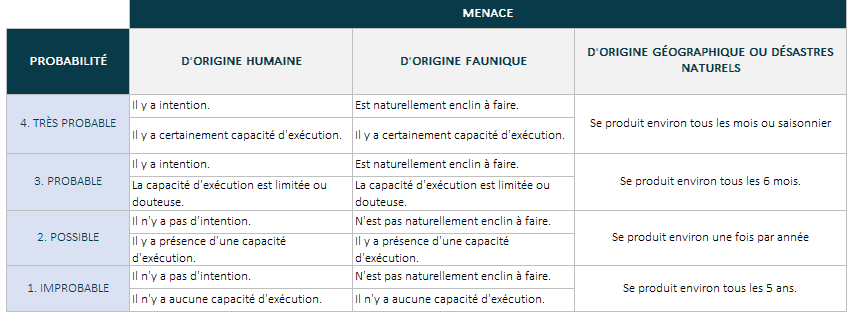 MENACE
PROBABILITÉ
D'ORIGINE HUMAINE
D'ORIGINE FAUNIQUE
D'ORIGINE GÉOGRAPHIQUE OU DÉSASTRES
NATURELS
4. TRÈS PROBABLE
Il y a intention.
Est naturellement enclin à faire.
Se produit environ tous les mois ou saisonnier
Il y a certainement capacité d'exécution.
Il y a certainement capacité d'exécution.
3. PROBABLE
Il y a intention.
Est naturellement enclin à faire.
Se produit environ tous les 6 mois.
La capacité d'exécution est limitée ou
douteuse.
La capacité d'exécution est limitée ou
douteuse.
2. POSSIBLE
Il n'y a pas d'intention.
N'est pas naturellement enclin à faire.
Se produit environ une fois par année
Il y a présence d'une capacité
d'exécution.
Il y a présence d'une capacité
d'exécution.
1. IMPROBABLE
Il n'y a pas d'intention.
N'est pas naturellement enclin à faire.
Se produit environ tous les 5 ans.
Il n'y a aucune capacité d'exécution.
Il n'y a aucune capacité d'exécution.